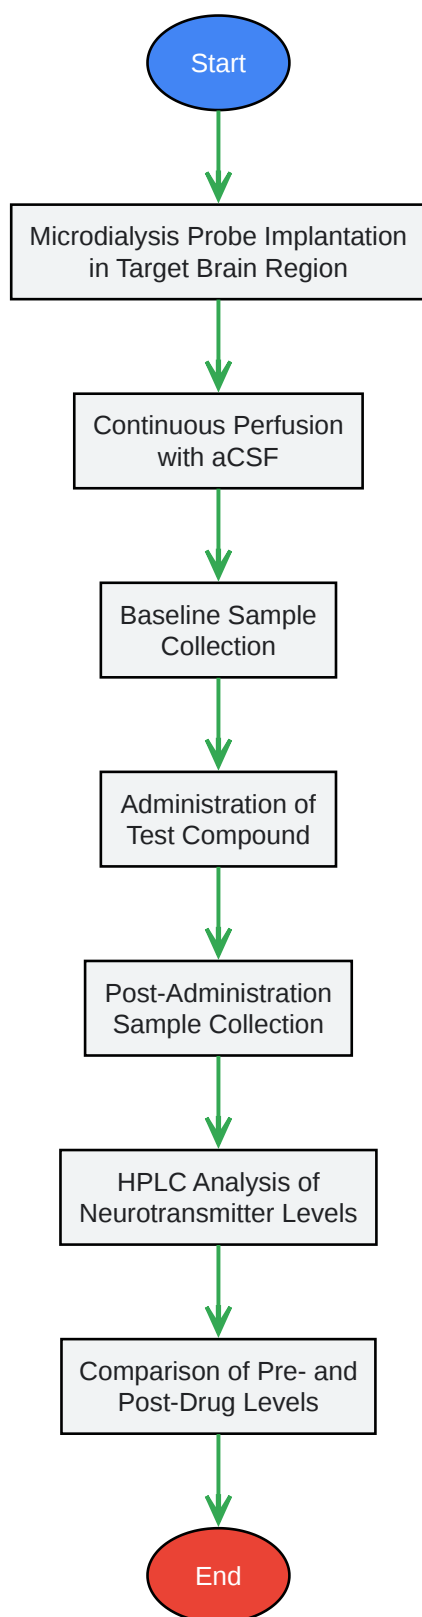 Start
Microdialysis Probe Implantation
in Target Brain Region
Continuous Perfusion
with aCSF
Baseline Sample
Collection
Administration of
Test Compound
Post-Administration
Sample Collection
HPLC Analysis of
Neurotransmitter Levels
Comparison of Pre- and
Post-Drug Levels
End